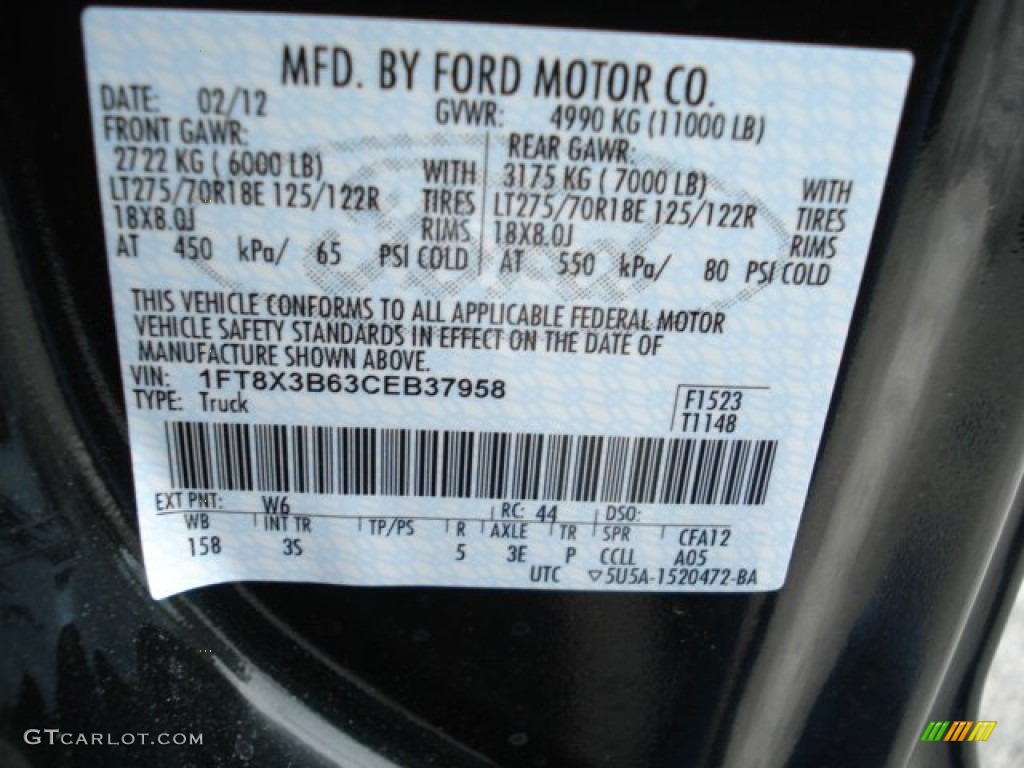 MFD. BY FORD MOTOR CO.
DATE: 02/12 GVWR: 4990 KG (11000 LB)
FRONT GAWR: REAR GAWR:
2722 KG ( 6000 LB) WITH 3175 KG ( 7000 LB) WITH
LT275/70R18E 125/122R TIRES LT275/70R18E 125/122R TIRES
18X8.0J RIMS 18X8.0J RIMS
AT 450 kPa/ 65 PSI COLD AT 550 kPa/ 80 PSI COLD
THIS VEHICLE CONFORMS TO ALL APPLICABLE FEDERAL MOTOR
VEHICLE SAFETY STANDARDS IN EFFECT ON THE DATE OF
MANUFACTURE SHOWN ABOVE.
VIN: 1FT8X3B63CEB37958
TYPE: Truck
F1523
T1148
EXT PNT: W6 RC: 44 DSO:
WB INT TR TP/PS R AXLE TR SPR CFA12
158 3S 5 3E P CCLL A05
UTC ▽5U5A-1520472-BA
GTCARLOT.COM